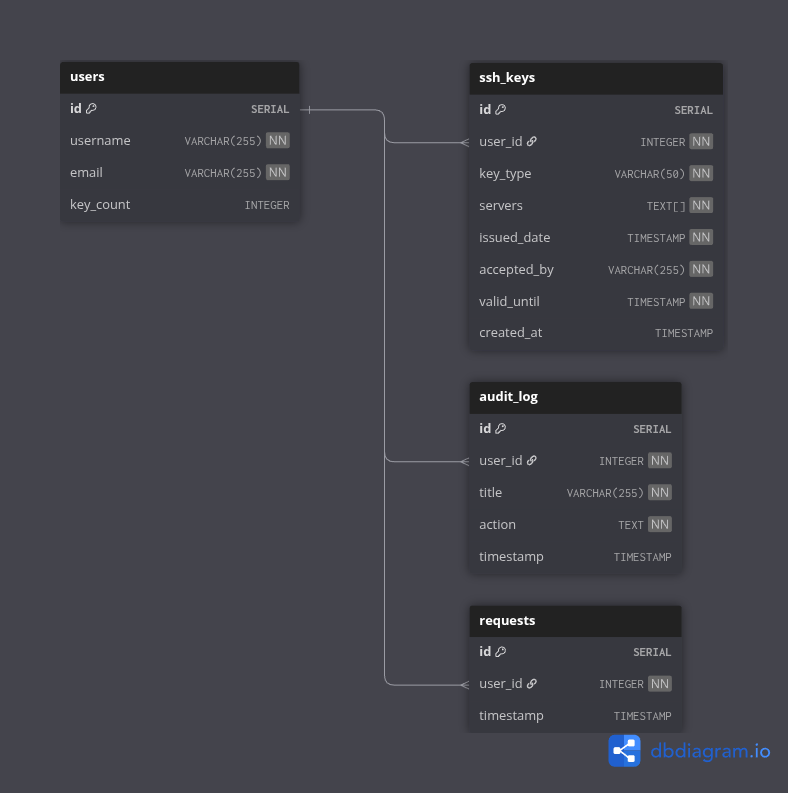 users
id SERIAL
username VARCHAR(255) NN
email VARCHAR(255) NN
key_count INTEGER
ssh_keys
id SERIAL
user_id INTEGER NN
key_type VARCHAR(50) NN
servers TEXT[] NN
issued_date TIMESTAMP NN
accepted_by VARCHAR(255) NN
valid_until TIMESTAMP NN
created_at TIMESTAMP
audit_log
id SERIAL
user_id INTEGER NN
title VARCHAR(255) NN
action TEXT NN
timestamp TIMESTAMP
requests
id SERIAL
user_id INTEGER NN
timestamp TIMESTAMP
dbdiagram.io